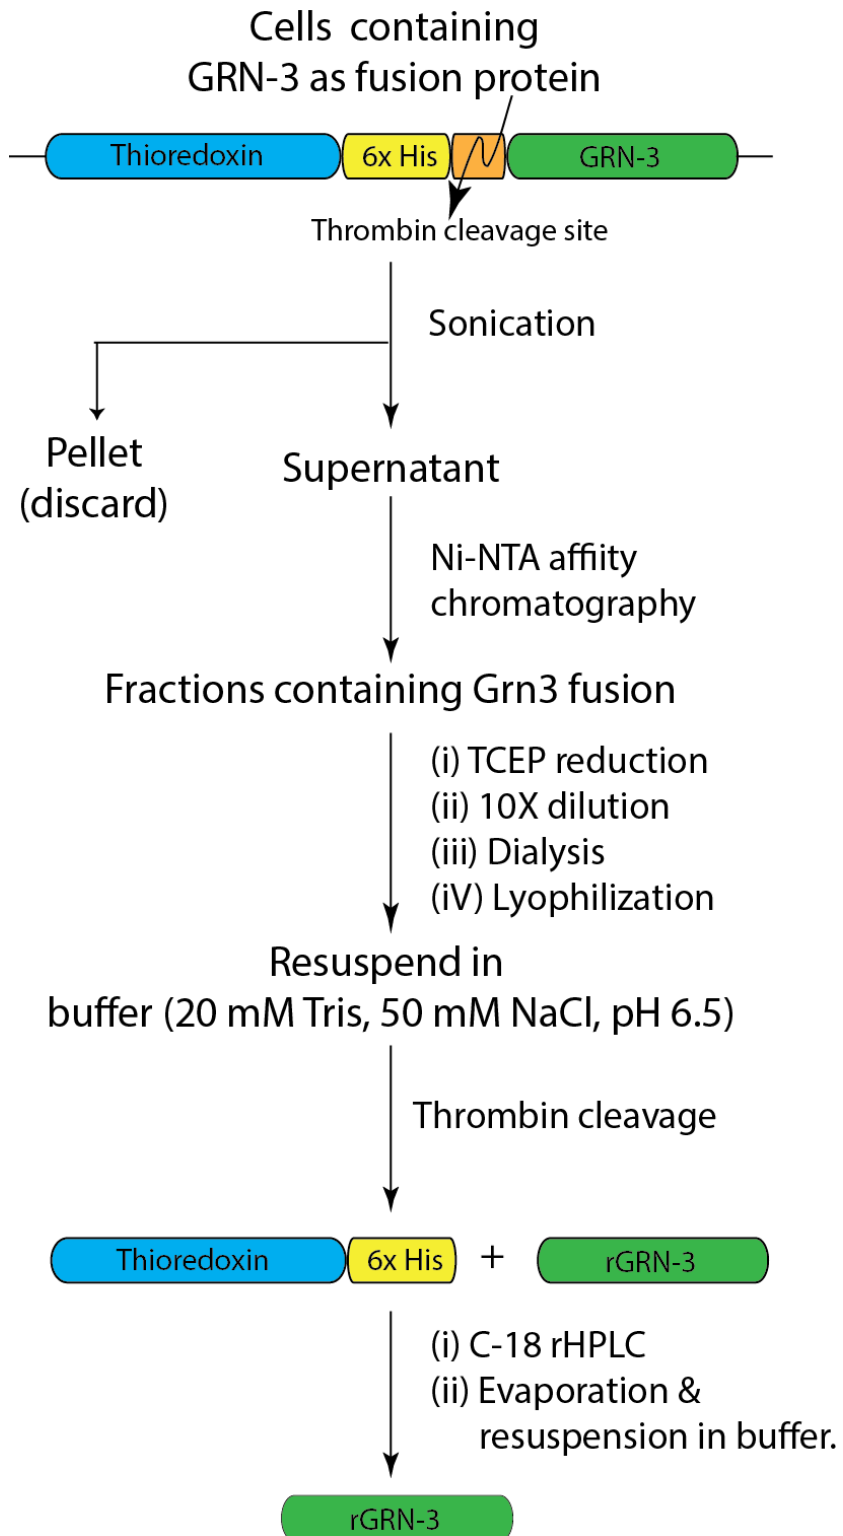 Cells containing
GRN-3 as fusion protein
Thioredoxin 6x His GRN-3
Thrombin cleavage site
Sonication
Pellet
(discard)
Supernatant
Ni-NTA affiity
chromatography
Fractions containing Grn3 fusion
(i) TCEP reduction
(ii) 10X dilution
(iii) Dialysis
(iV) Lyophilization
Resuspend in
buffer (20 mM Tris, 50 mM NaCl, pH 6.5)
Thrombin cleavage
Thioredoxin 6x His + rGRN-3
(i) C-18 rHPLC
(ii) Evaporation &
resuspension in buffer.
rGRN-3